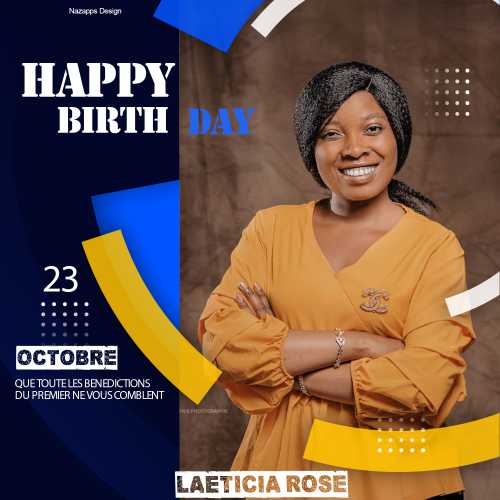 Nazapps Design
HAPPY
BIRTH DAY
23
OCTOBRE
QUE TOUTE LES BENEDICTIONS
DU PREMIER NE VOUS COMBLENT
LAETICIA ROSE